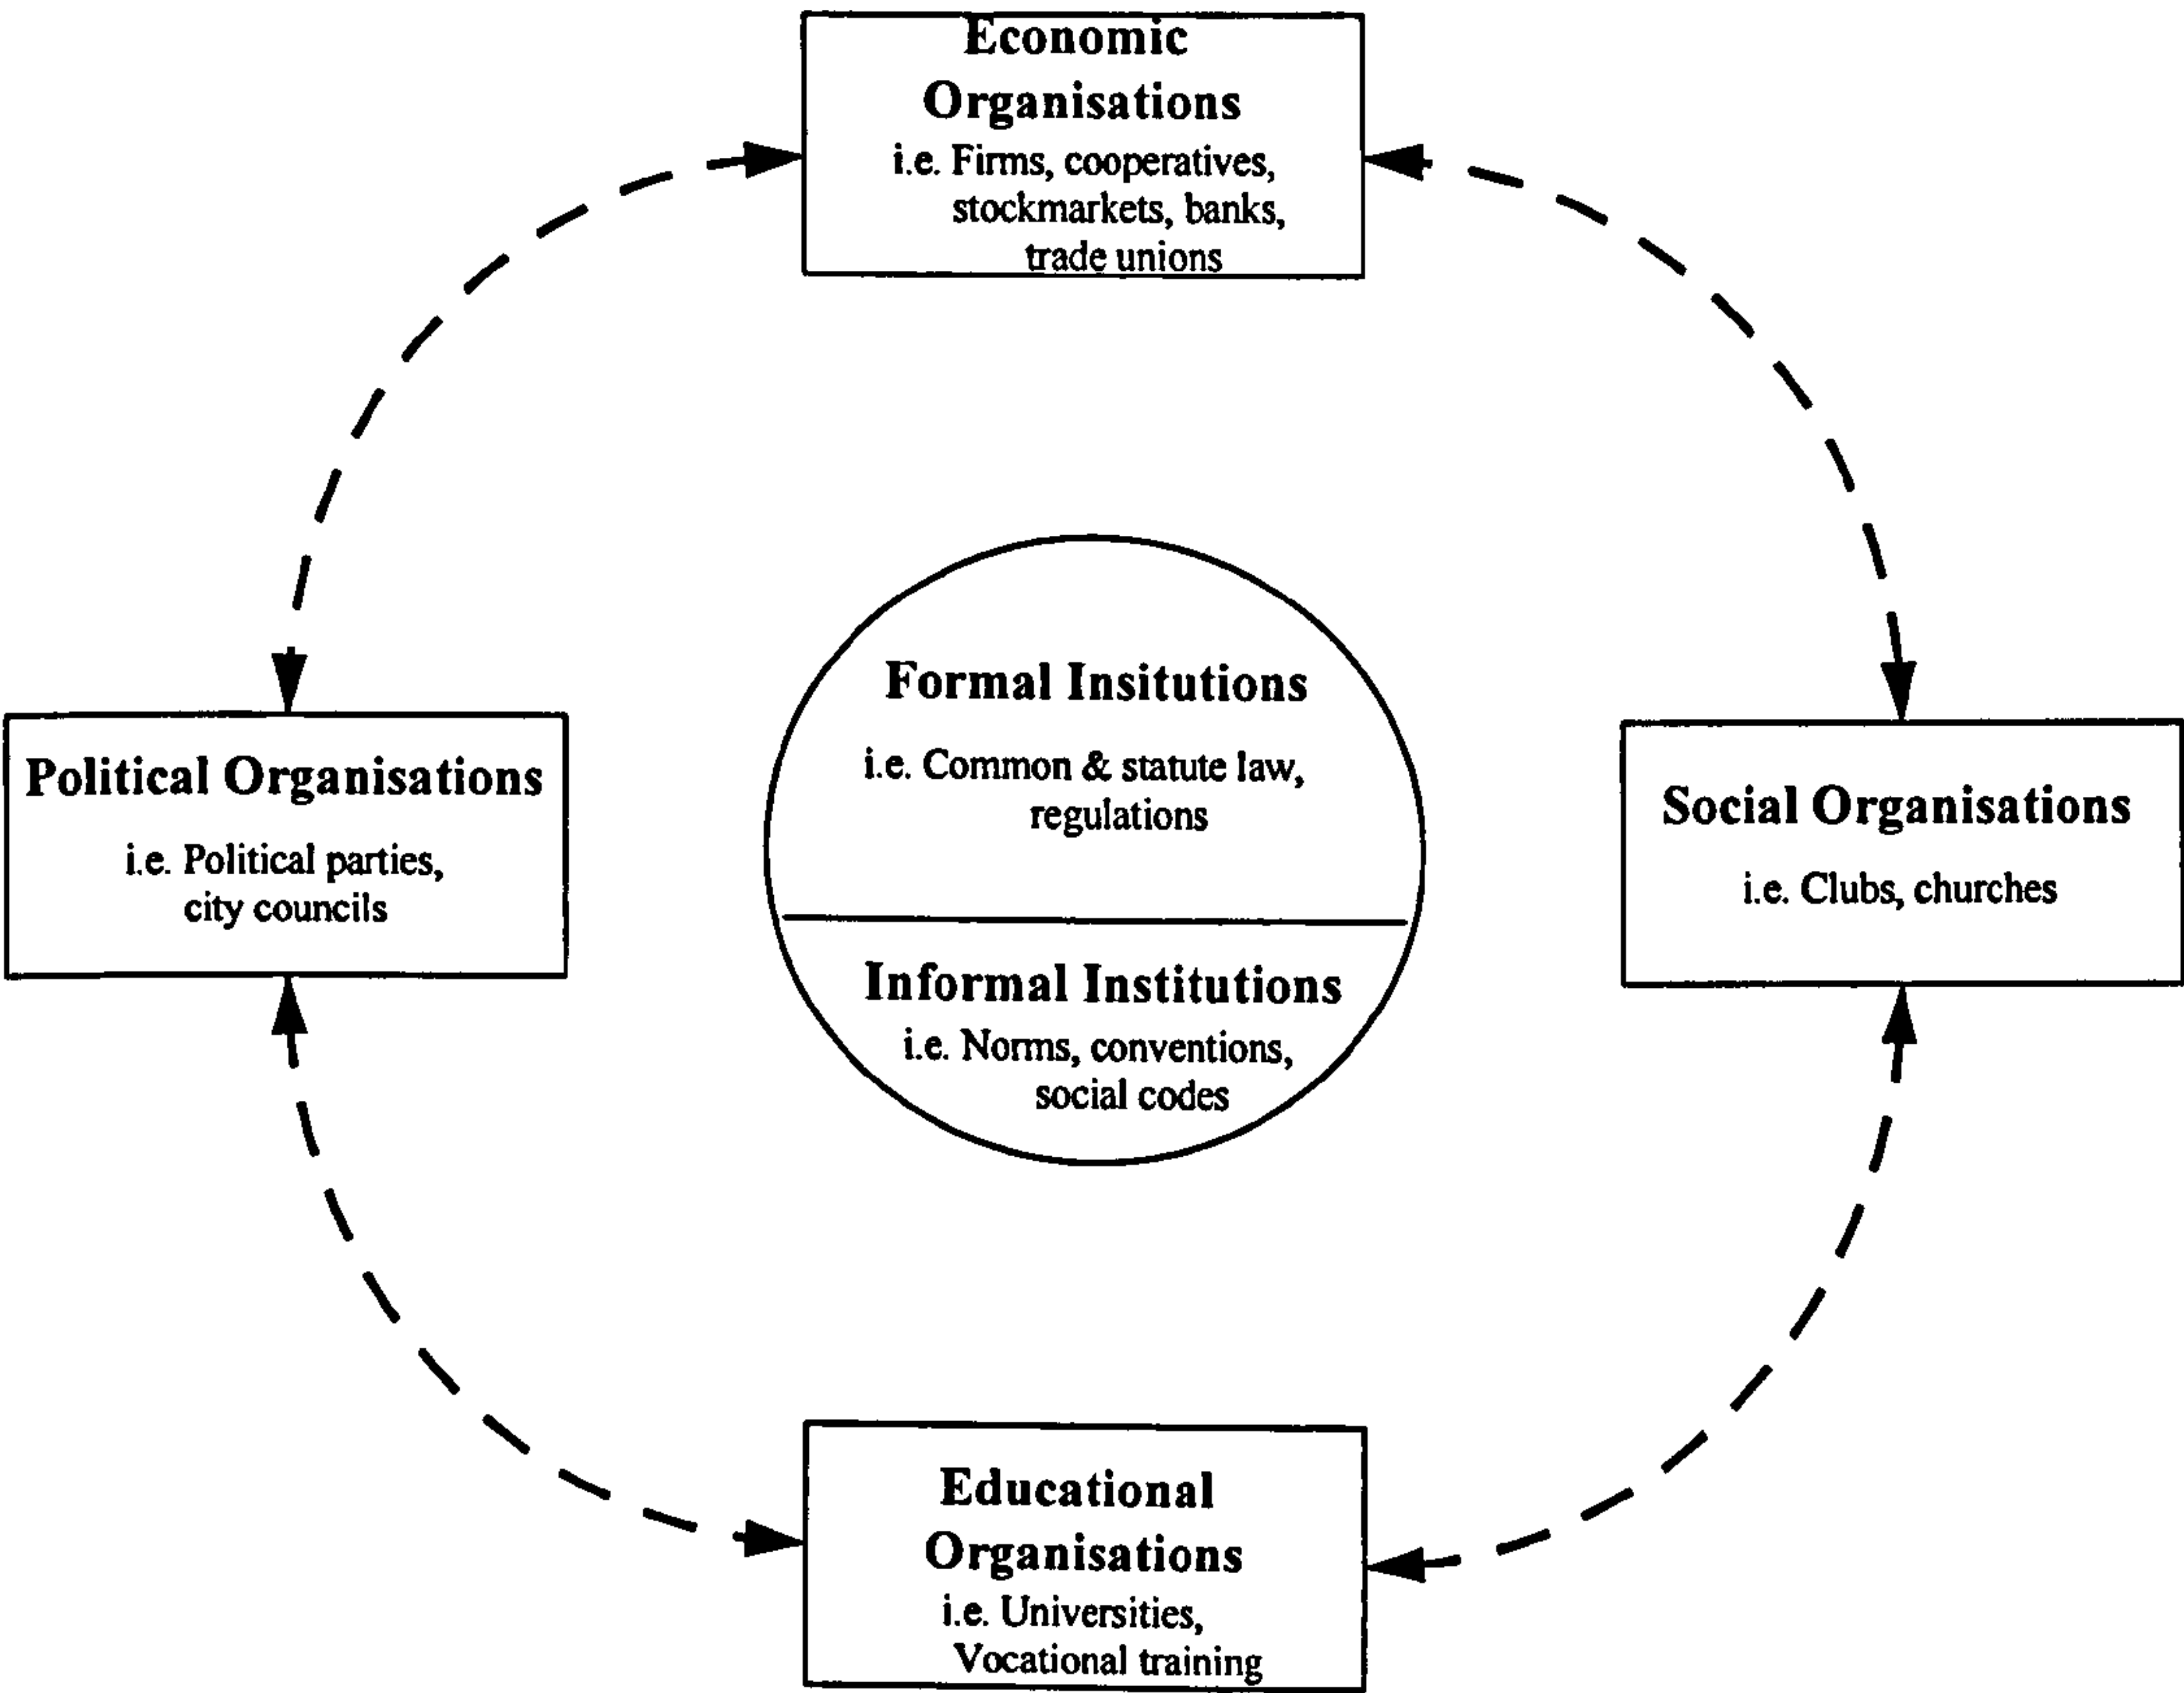 Economic
Organisations
i.e. Firms, cooperatives,
stockmarkets, banks,
trade unions
Formal Insitutions
i.e. Common & statute law,
regulations
Political Organisations
i.e. Political parties,
city councils
Social Organisations
i.e. Clubs, churches
Informal Institutions
i.e. Norms, conventions,
social codes
Educational
Organisations
i.e. Universities,
Vocational training